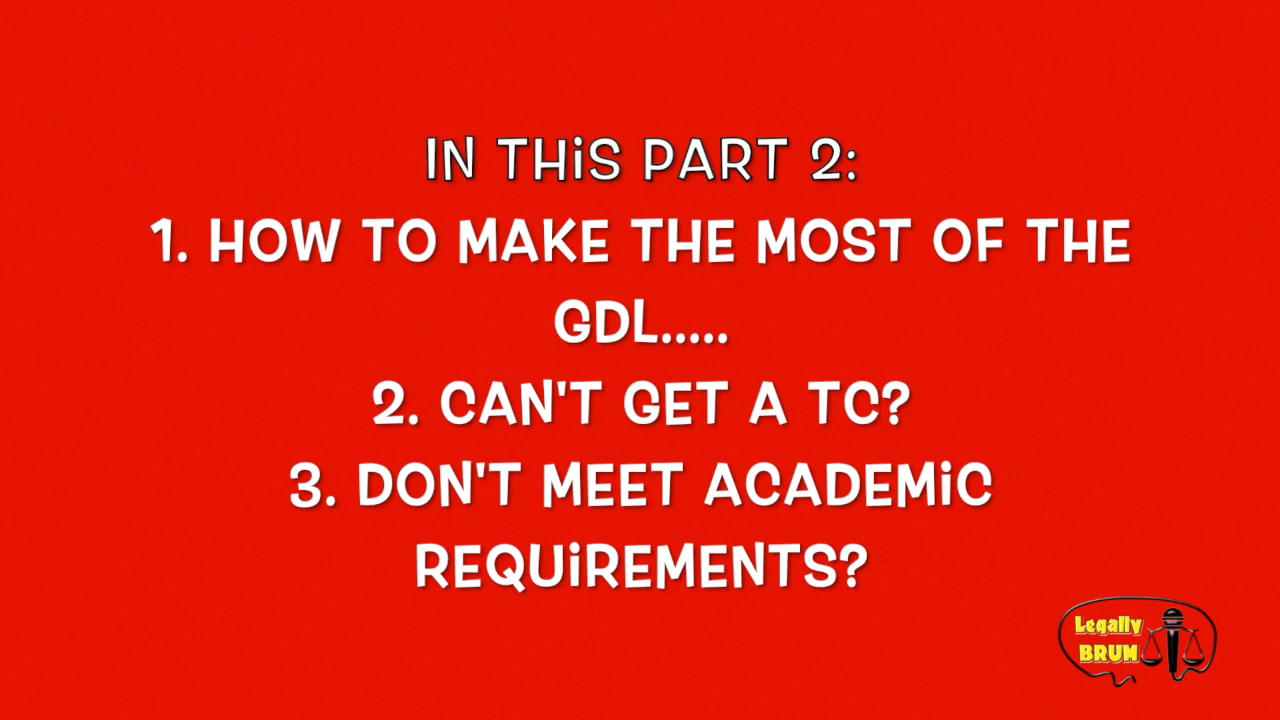 IN THiS PART 2:
1. HOW TO MAKE THE MOST OF THE
GDL.....
2. CAN'T GET A TC?
3. DON'T MEET ACADEMiC
REQUiREMENTS?
Legally
BRUM